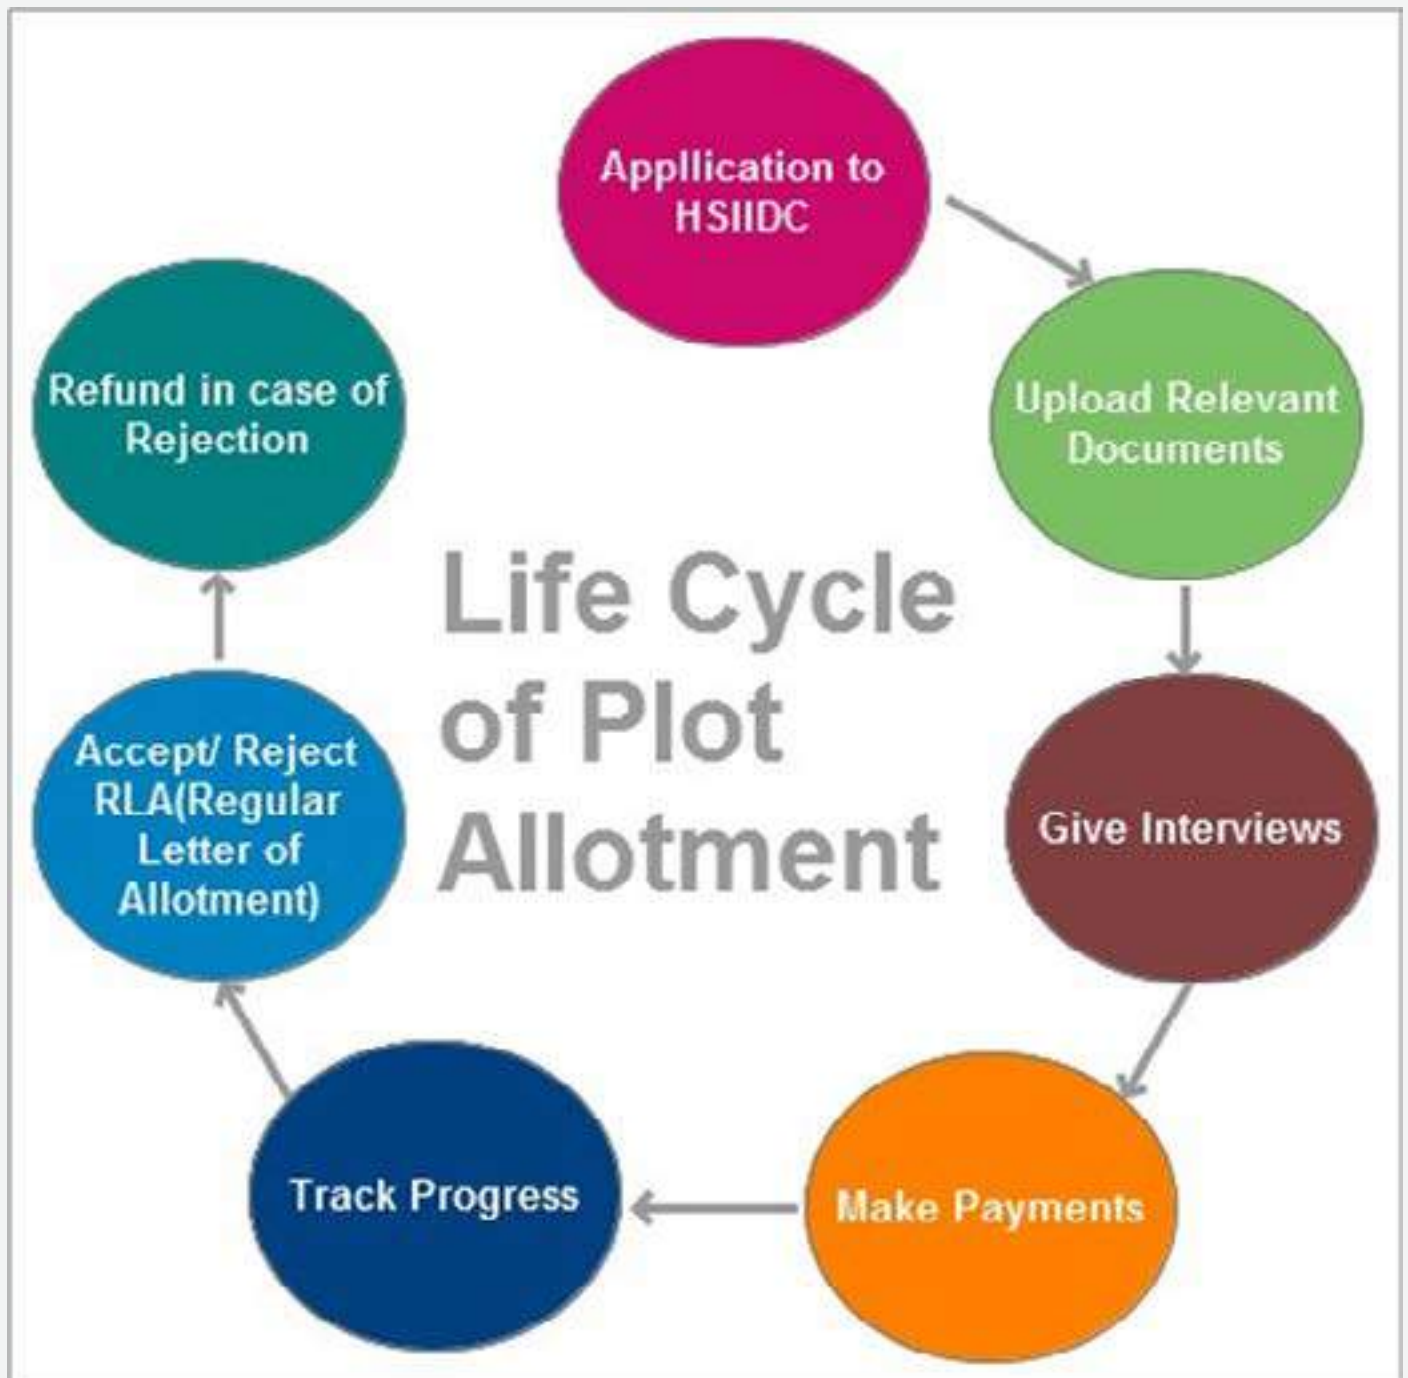 Appllication to
HSIIDC
Upload Relevant
Documents
Give Interviews
Make Payments
Track Progress
Accept/ Reject
RLA(Regular
Letter of
Allotment)
Refund in case of
Rejection
Life Cycle
of Plot
Allotment